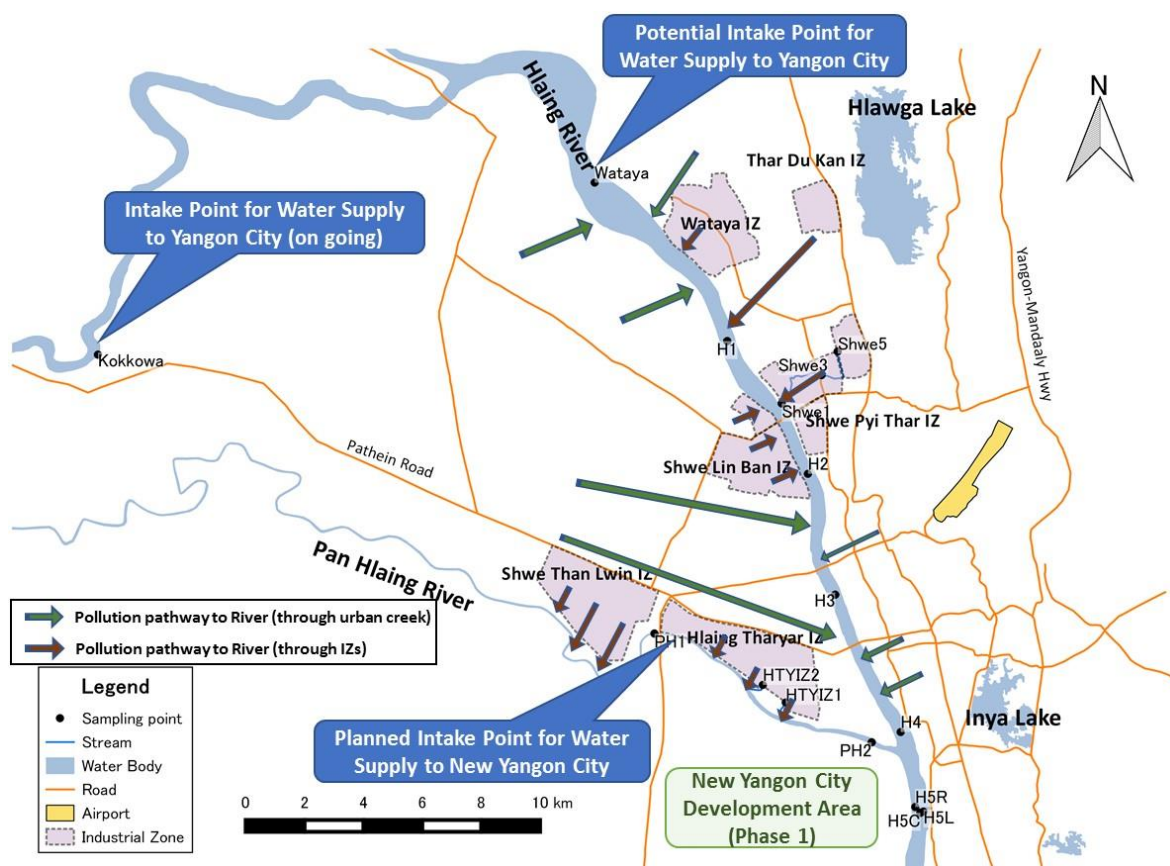 Potential Intake Point for
Water Supply to Yangon City
N
Hlaing River
Hlawga Lake
Thar Du Kan IZ
Wataya
Intake Point for Water Supply
to Yangon City (on going)
Wataya IZ
Yangon-Mandaaly Hwy
Kokkowa
H1
Shwe5
Shwe3
Shwe1
Shwe Pyi Thar IZ
Pathein Road
Shwe Lin Ban IZ
H2
Pan Hlaing River
Shwe Than Lwin IZ
H3
Pollution pathway to River (through urban creek)
Pollution pathway to River (through IZs)
PH1
Hlaing Tharyar IZ
HTYIZ2
HTYIZ1
Legend
Sampling point
Stream
Water Body
Road
Airport
Industrial Zone
Planned Intake Point for Water
Supply to New Yangon City
Inya Lake
H4
PH2
New Yangon City
Development Area
(Phase 1)
H5R
H5C
H5L
0 2 4 6 8 10 km